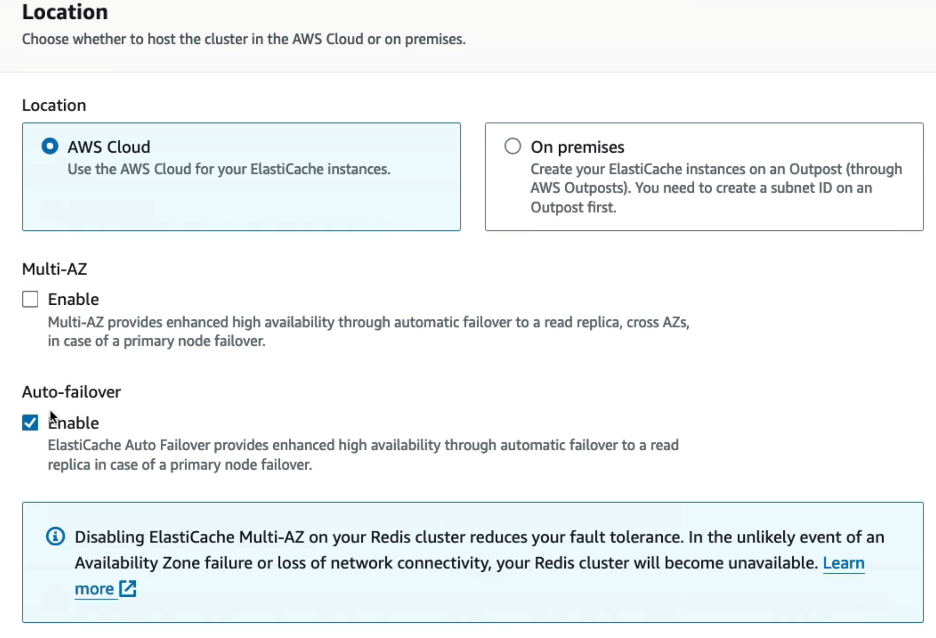 Location
Choose whether to host the cluster in the AWS Cloud or on premises.
Location
AWS Cloud
Use the AWS Cloud for your ElastiCache instances.
On premises
Create your ElastiCache instances on an Outpost (through
AWS Outposts). You need to create a subnet ID on an
Outpost first.
Multi-AZ
Enable
Multi-AZ provides enhanced high availability through automatic failover to a read replica, cross AZs,
in case of a primary node failover.
Auto-failover
Enable
ElastiCache Auto Failover provides enhanced high availability through automatic failover to a read
replica in case of a primary node failover.
Disabling ElastiCache Multi-AZ on your Redis cluster reduces your fault tolerance. In the unlikely event of an
Availability Zone failure or loss of network connectivity, your Redis cluster will become unavailable. Learn
more